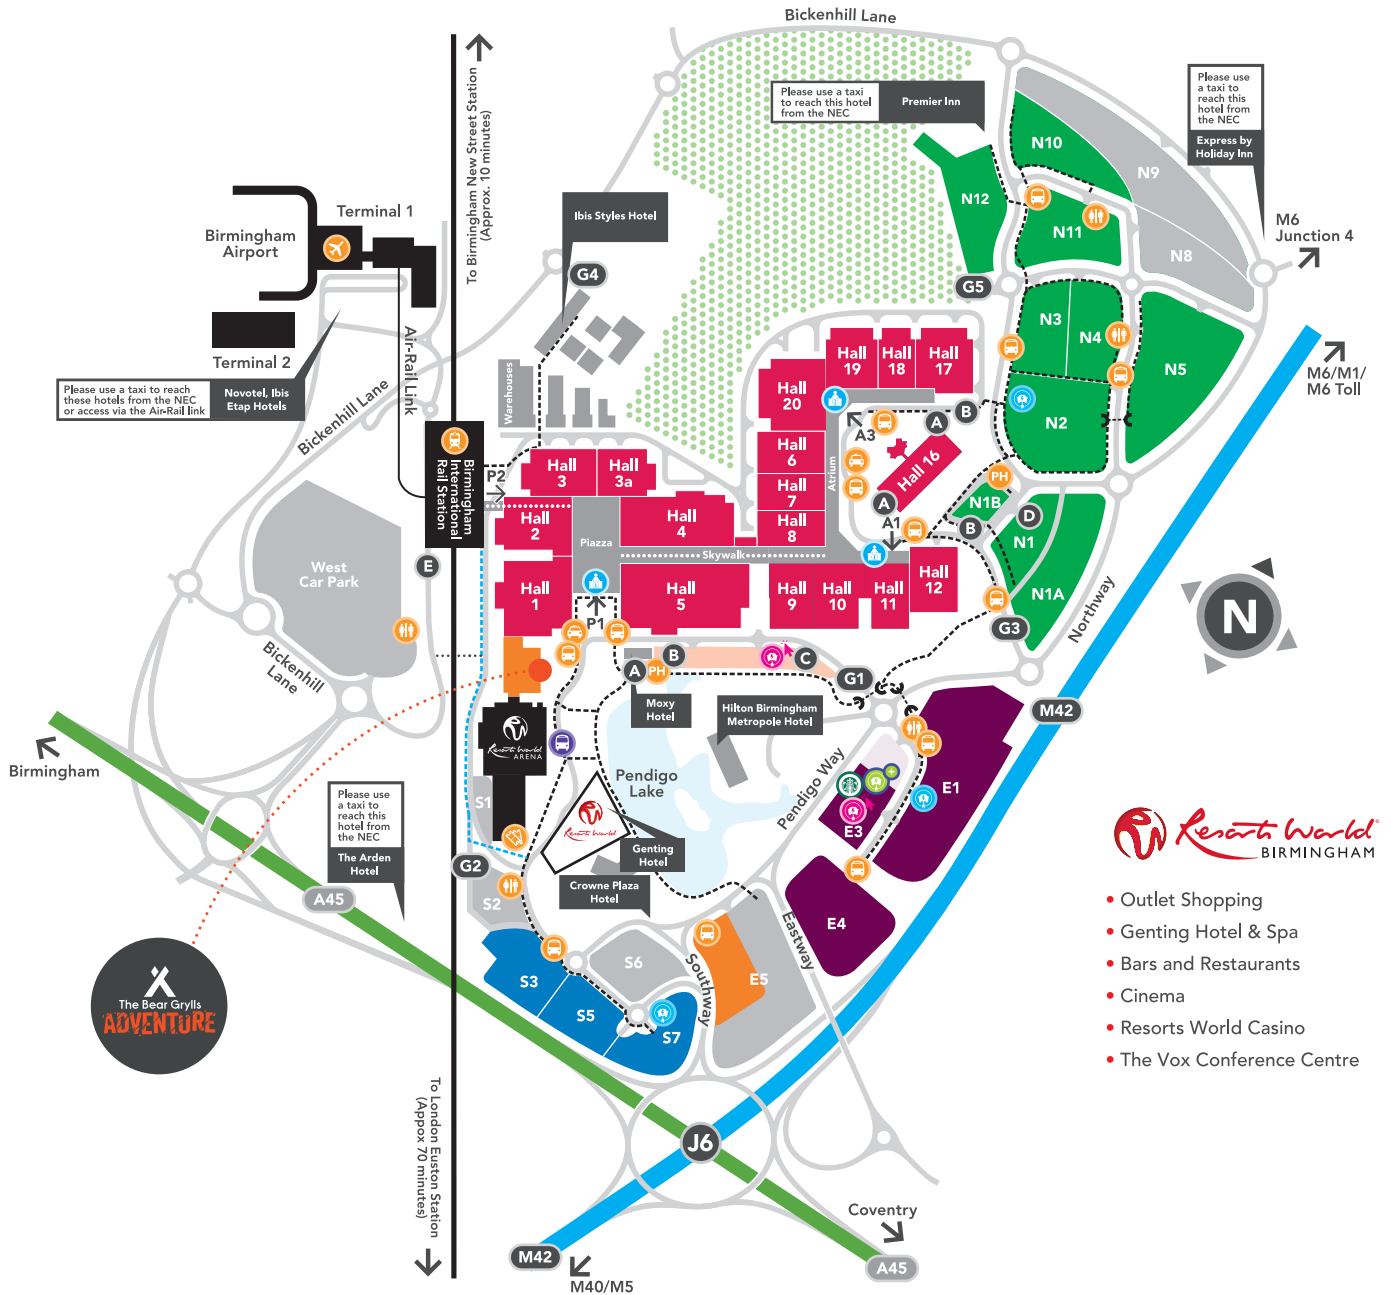 Bickenhill Lane
To Birmingham New Street Station
(Approx. 10 minutes)
Please use a taxi
to reach this hotel
from the NEC
Premier Inn
Please use
a taxi to
reach this
hotel from
the NEC
Express by
Holiday Inn
N10
N9
N12
N11
N8
M6
Junction 4
Terminal 1
Birmingham
Airport
Ibis Styles Hotel
G4
G5
Terminal 2
Air-Rail Link
Please use a taxi to reach
these hotels from the NEC
or access via the Air-Rail link
Novotel, Ibis
Etap Hotels
Bickenhill Lane
Warehouses
N3
N4
N5
N2
M6/M1/
M6 Toll
Hall
19
Hall
18
Hall
17
Hall
20
A3
A
B
Hall
6
Hall
7
Hall
8
Atrium
Hall 16
A
A1
Birmingham
International
Rail Station
P2
Hall
3
Hall
3a
Hall
2
Hall
4
Piazza
Skywalk
PH
N1B
B
D
N1
N1A
G3
Northway
West
Car Park
E
Hall
1
P1
Hall
5
Hall
9
Hall
10
Hall
11
Hall
12
N
Bickenhill
Lane
A
PH
B
C
G1
Moxy
Hotel
Hilton Birmingham
Metropole Hotel
M42
Resorts World
ARENA
Birmingham
Pendigo
Lake
Pendigo Way
E1
E3
S1
Resorts World
Genting
Hotel
Please use
a taxi to
reach this
hotel from
the NEC
The Arden
Hotel
G2
Crowne Plaza
Hotel
S2
A45
E4
Eastway
Resorts World
BIRMINGHAM
• Outlet Shopping
• Genting Hotel & Spa
• Bars and Restaurants
• Cinema
• Resorts World Casino
• The Vox Conference Centre
S6
S3
S5
S7
Southway
E5
The Bear Grylls
ADVENTURE
To London Euston Station
(Appox 70 minutes)
J6
Coventry
M42
M40/M5
A45